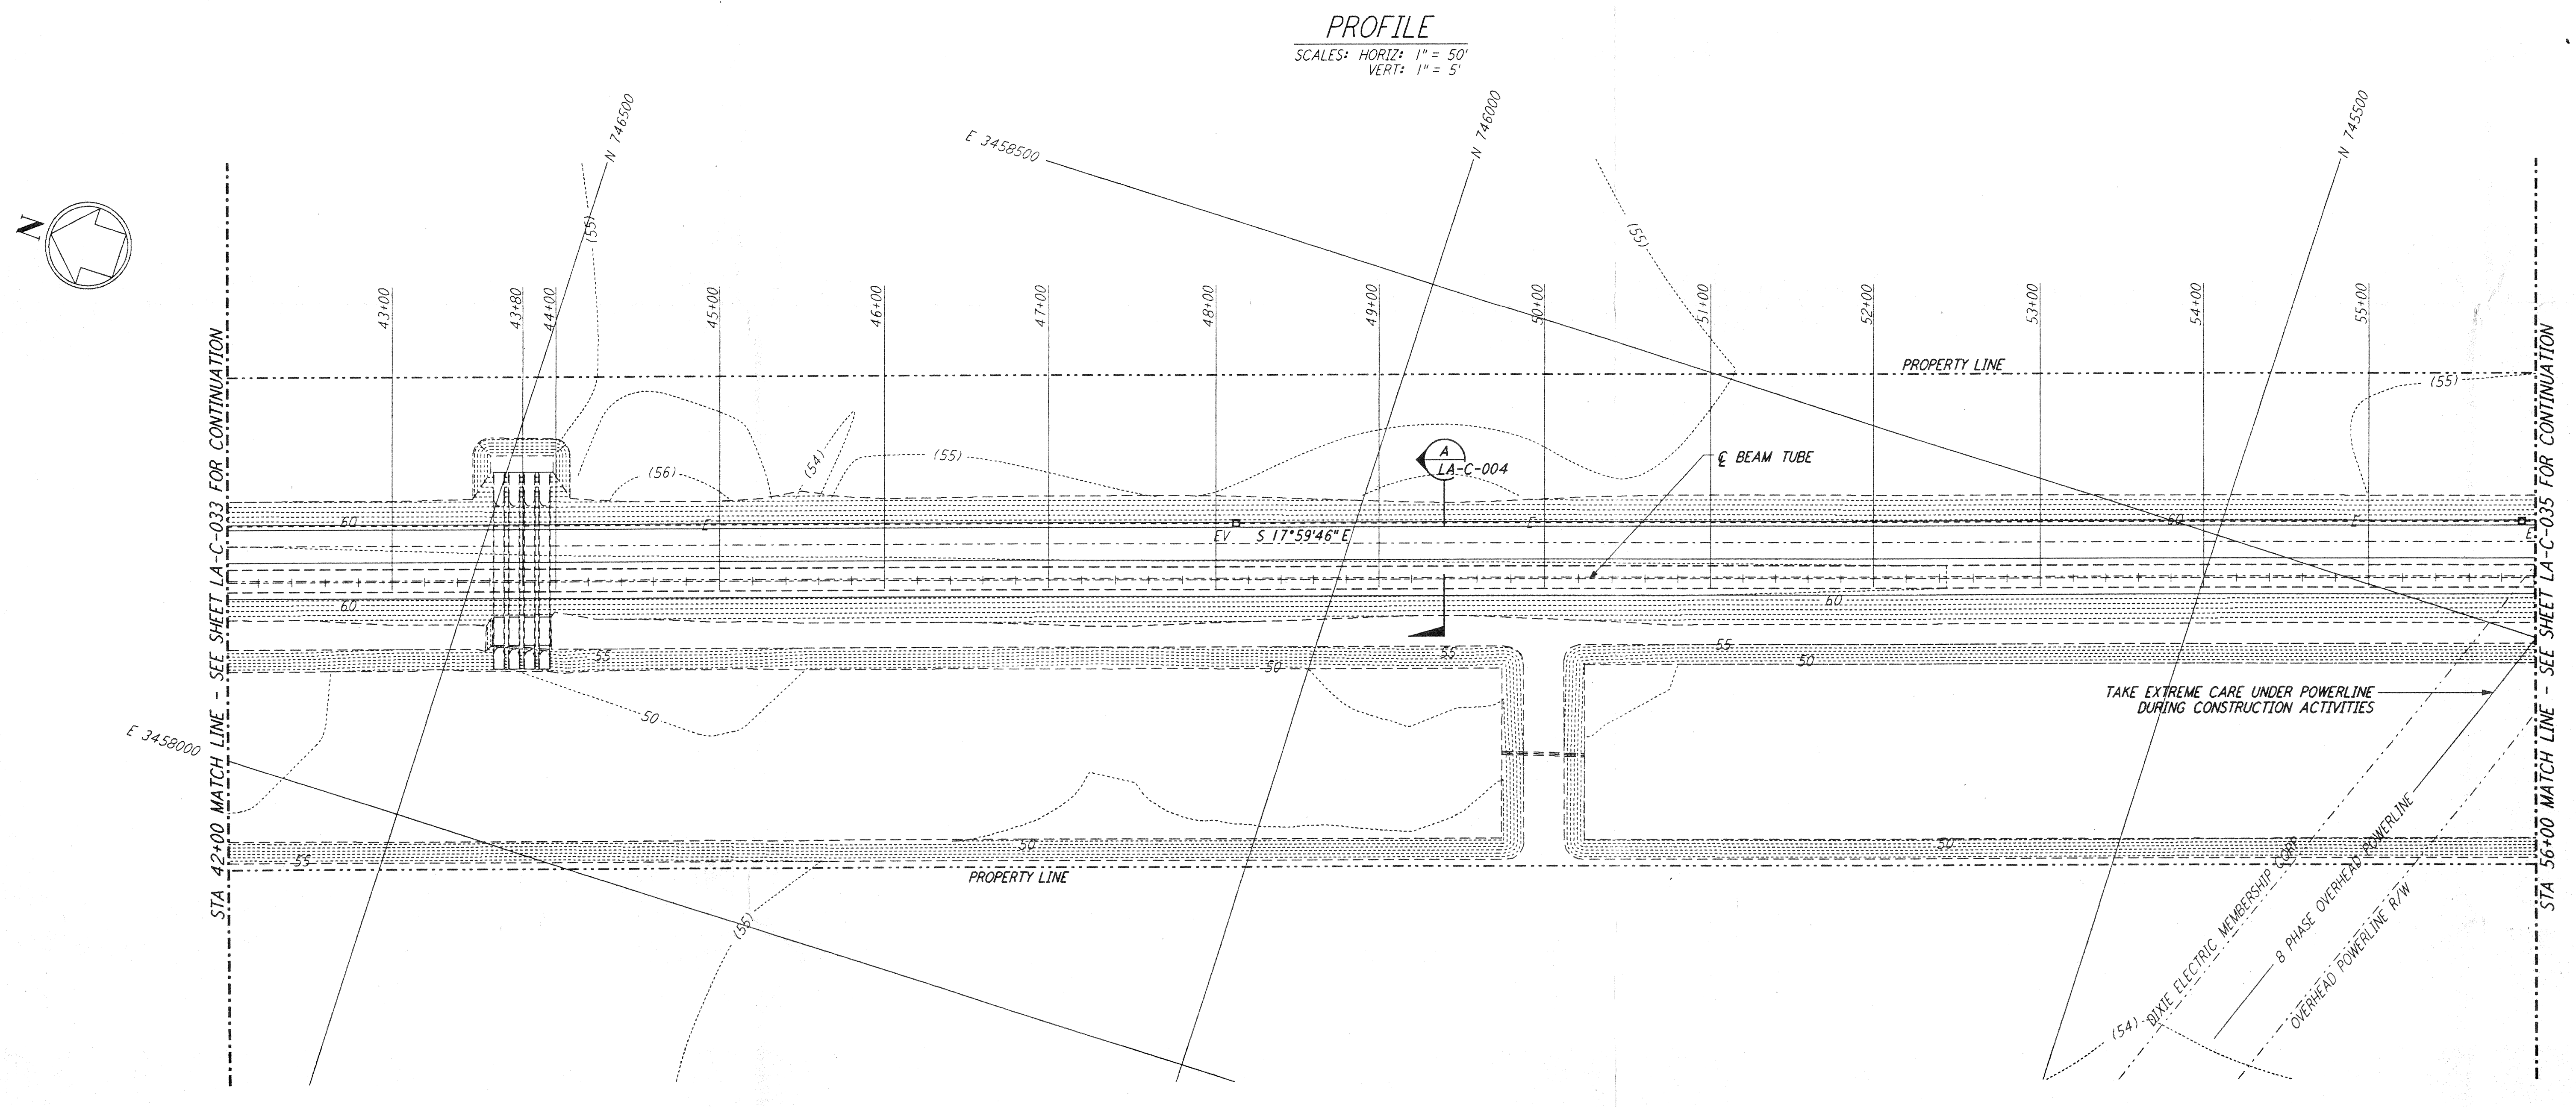 PROFILE
SCALES: HORIZ: 1" = 50'
VERT: 1" = 5'
N 746500
E 3458500
N 746000
N 745500
N
(55)
(55)
43+00
43+80
44+00
45+00
46+00
47+00
48+00
49+00
50+00
51+00
52+00
53+00
54+00
55+00
PROPERTY LINE
(55)
STA 42+00 MATCH LINE - SEE SHEET LA-C-033 FOR CONTINUATION
STA 56+00 MATCH LINE - SEE SHEET LA-C-035 FOR CONTINUATION
(56)
(54)
(55)
A
LA-C-004
℄ BEAM TUBE
60
E
EV
S 17°59'46" E
E
60
E
E
60
60
55
55
55
50
50
50
TAKE EXTREME CARE UNDER POWERLINE
DURING CONSTRUCTION ACTIVITIES
E 3458000
55
50
50
PROPERTY LINE
(55)
DIXIE ELECTRIC MEMBERSHIP CORP
8 PHASE OVERHEAD POWERLINE
OVERHEAD POWERLINE R/W
(54)